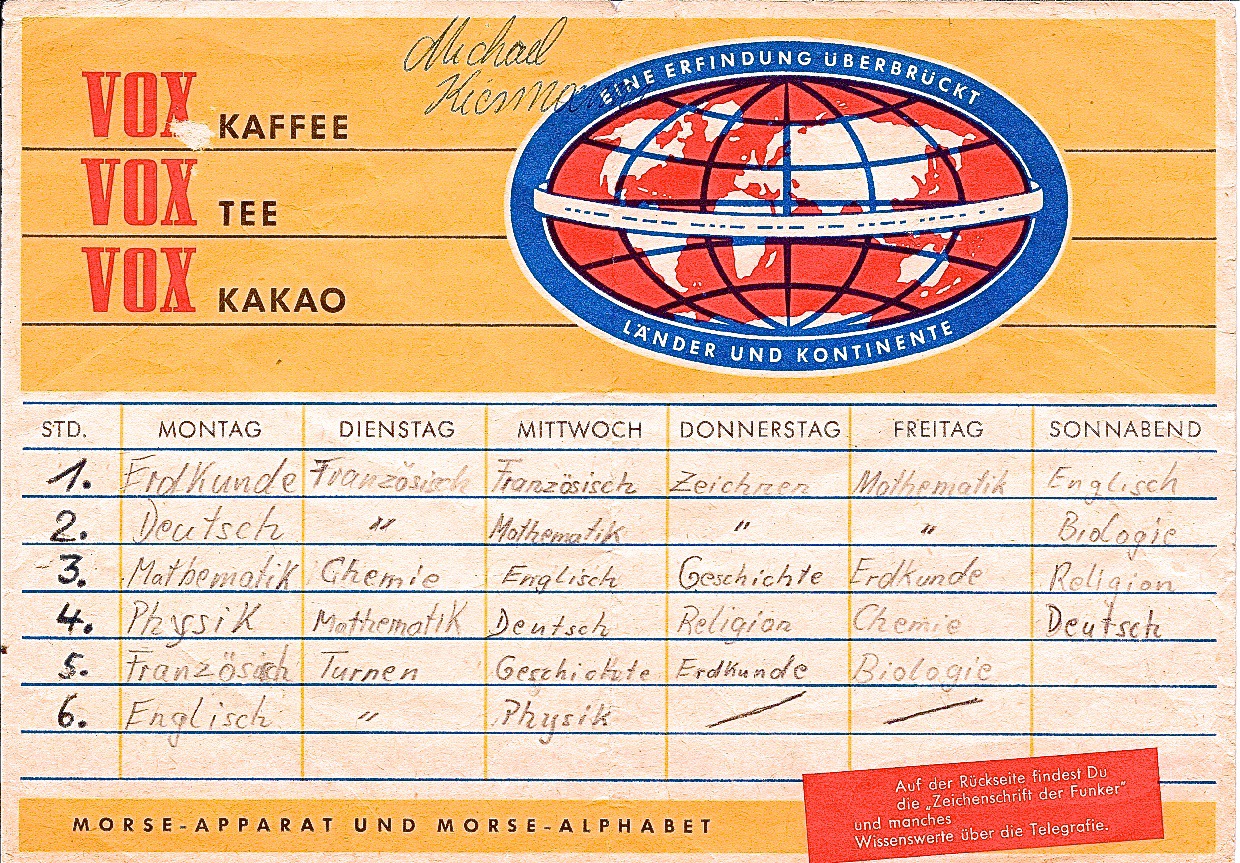 Michael
VOX KAFFEE
VOX TEE
VOX KAKAO
EINE ERFINDUNG ÜBERBRÜCKT
LÄNDER UND KONTINENTE
STD. MONTAG DIENSTAG MITTWOCH DONNERSTAG FREITAG SONNABEND
1. Erdkunde Französisch Französisch Zeichnen Mathematik Englisch
2. Deutsch " Mathematik " " Biologie
3. Mathematik Chemie Englisch Geschichte Erdkunde Religion
4. Physik Mathematik Deutsch Religion Chemie Deutsch
5. Französisch Turnen Geschichte Erdkunde Biologie
6. Englisch " Physik
Auf der Rückseite findest Du
die „Zeichenschrift der Funker"
und manches
Wissenswerte über die Telegrafie.
MORSE-APPARAT UND MORSE-ALPHABET